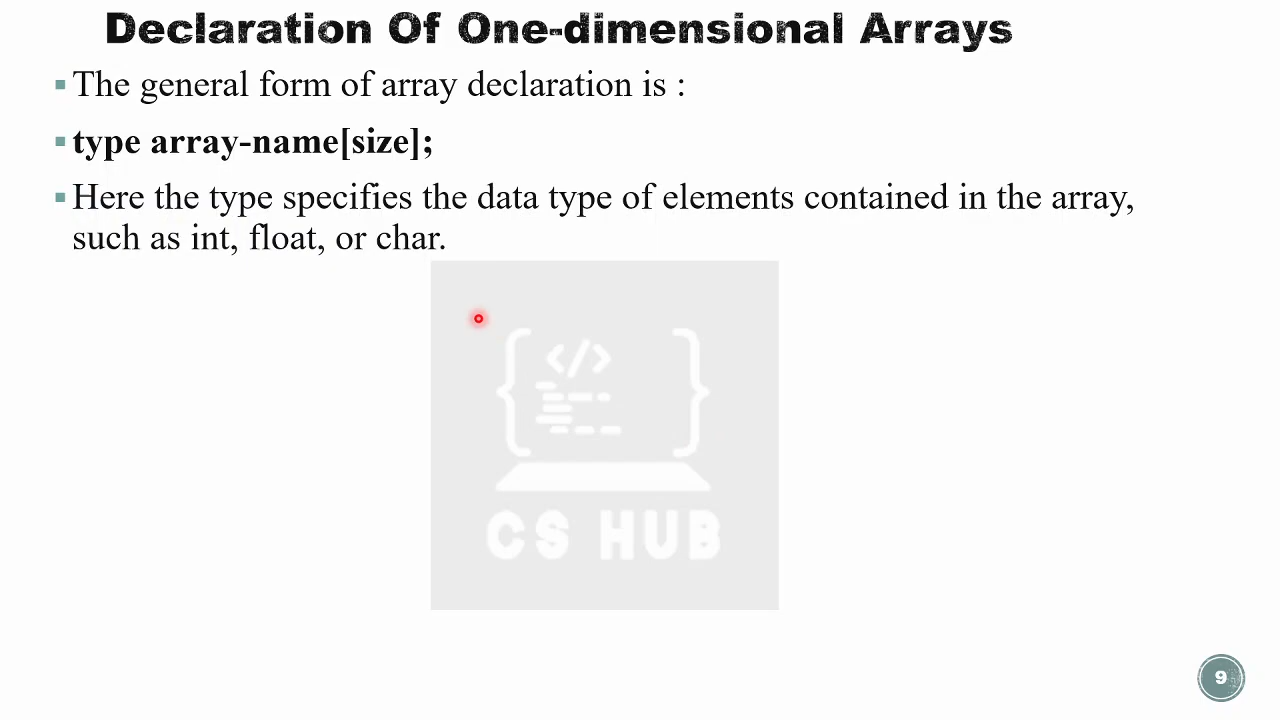 Declaration Of One-dimensional Arrays
▪ The general form of array declaration is :
▪ type array-name[size];
▪ Here the type specifies the data type of elements contained in the array,
such as int, float, or char.
</>
CS HUB
9